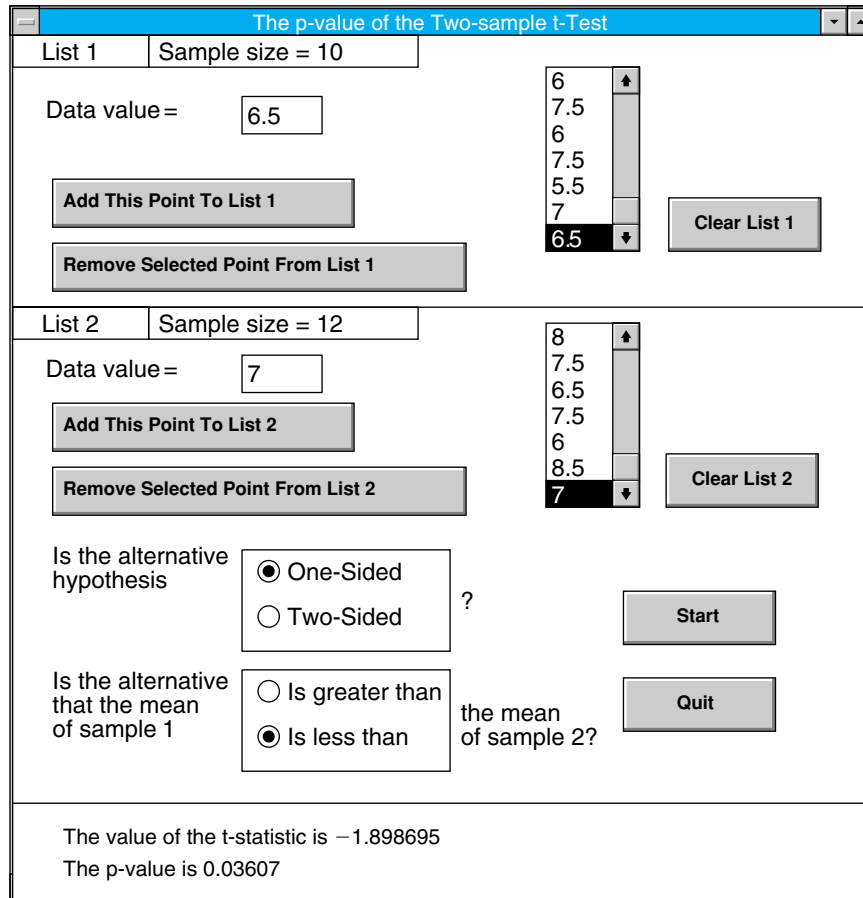 The p-value of the Two-sample t-Test
List 1
Sample size = 10
Data value =
6.5
Add This Point To List 1
Remove Selected Point From List 1
6
7.5
6
7.5
5.5
7
6.5
Clear List 1
List 2
Sample size = 12
Data value =
7
Add This Point To List 2
Remove Selected Point From List 2
8
7.5
6.5
7.5
6
8.5
7
Clear List 2
Is the alternative
hypothesis
One-Sided
Two-Sided
?
Start
Is the alternative
that the mean
of sample 1
Is greater than
Is less than
the mean
of sample 2?
Quit
The value of the t-statistic is −1.898695
The p-value is 0.03607